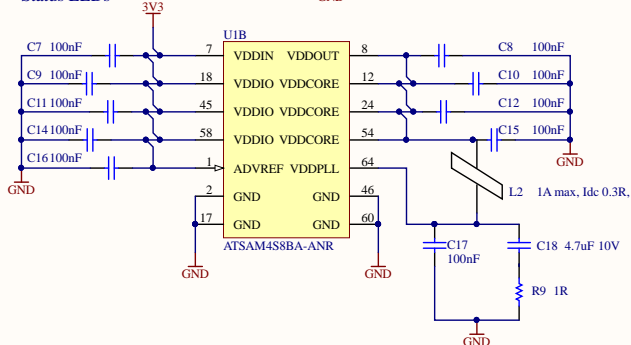 3V3
U1B
C7 100nF
7 VDDIN VDDOUT 8
C8 100nF
C9 100nF
18 VDDIO VDDCORE 12
C10 100nF
C11 100nF
45 VDDIO VDDCORE 24
C12 100nF
C14 100nF
58 VDDIO VDDCORE 54
C15 100nF
C16 100nF
1 ADVREF VDDPLL 64
GND
GND
2 GND GND 46
L2 1A max, Idc 0.3R,
17 GND GND 60
ATSAM4S8BA-ANR
C17
100nF
C18 4.7uF 10V
GND
GND
R9 1R
GND